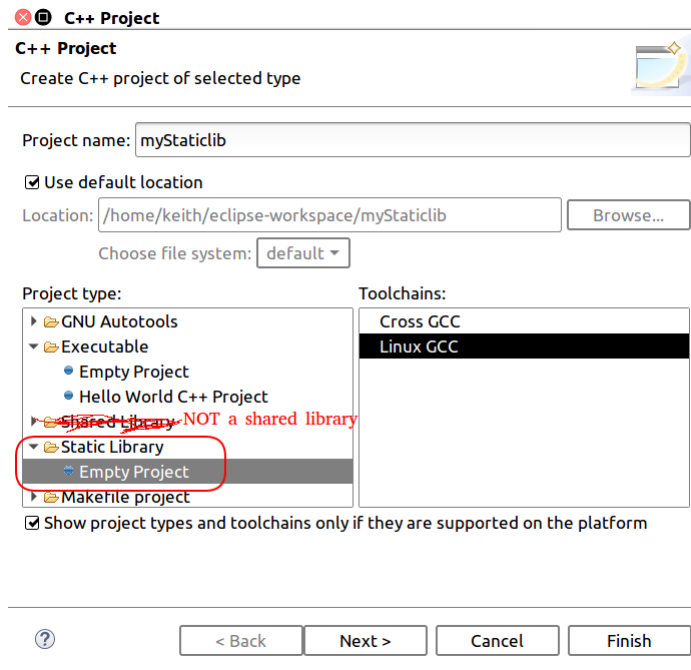 C++ Project
C++ Project
Create C++ project of selected type
Project name: myStaticlib
Use default location
Location: /home/keith/eclipse-workspace/myStaticlib Browse...
Choose file system: default
Project type: Toolchains:
GNU Autotools Cross GCC
Executable Linux GCC
Empty Project
Hello World C++ Project
Shared Library NOT a shared library
Static Library
Empty Project
Makefile project
Show project types and toolchains only if they are supported on the platform
? < Back Next > Cancel Finish